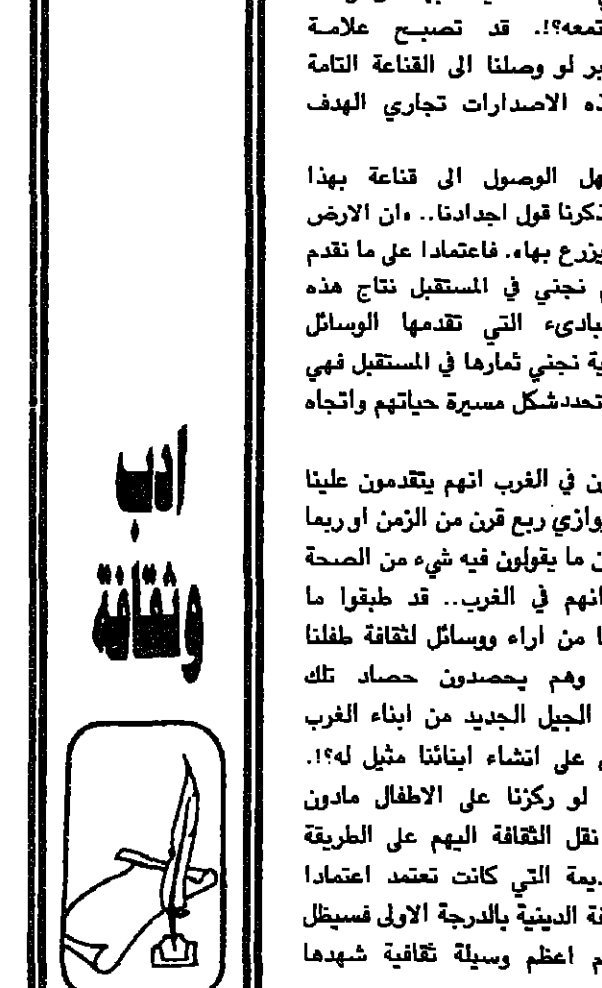 تمعه؟!. قد تصبح علامة
ير لو وصلنا الى القناعة التامة
ذه الاصدارات تجاري الهدف
هل الوصول الى قناعة بهذا
ذكرنا قول اجدادنا.. «ان الارض
يزرع بها». فاعتمادا على ما نقدم
نجني في المستقبل نتاج هذه
بادىء التي تقدمها الوسائل
ية نجني ثمارها في المستقبل فهي
تحددشكل مسيرة حياتهم واتجاه
ن في الغرب انهم يتقدمون علينا
وازي ربع قرن من الزمن او ربما
ن ما يقولون فيه شيء من الصحة
انهم في الغرب.. قد طبقوا ما
ا من اراء ووسائل لثقافة طفلنا
وهم يحصدون حصاد تلك
الجيل الجديد من ابناء الغرب
م على انشاء ابنائنا مثيل له؟!.
لو ركزنا على الاطفال مادون
نقل الثقافة اليهم على الطريقة
ديمة التي كانت تعتمد اعتمادا
فة الدينية بالدرجة الاولى فسيظل
م اعظم وسيلة ثقافية شهدها
ادب
وثقافة